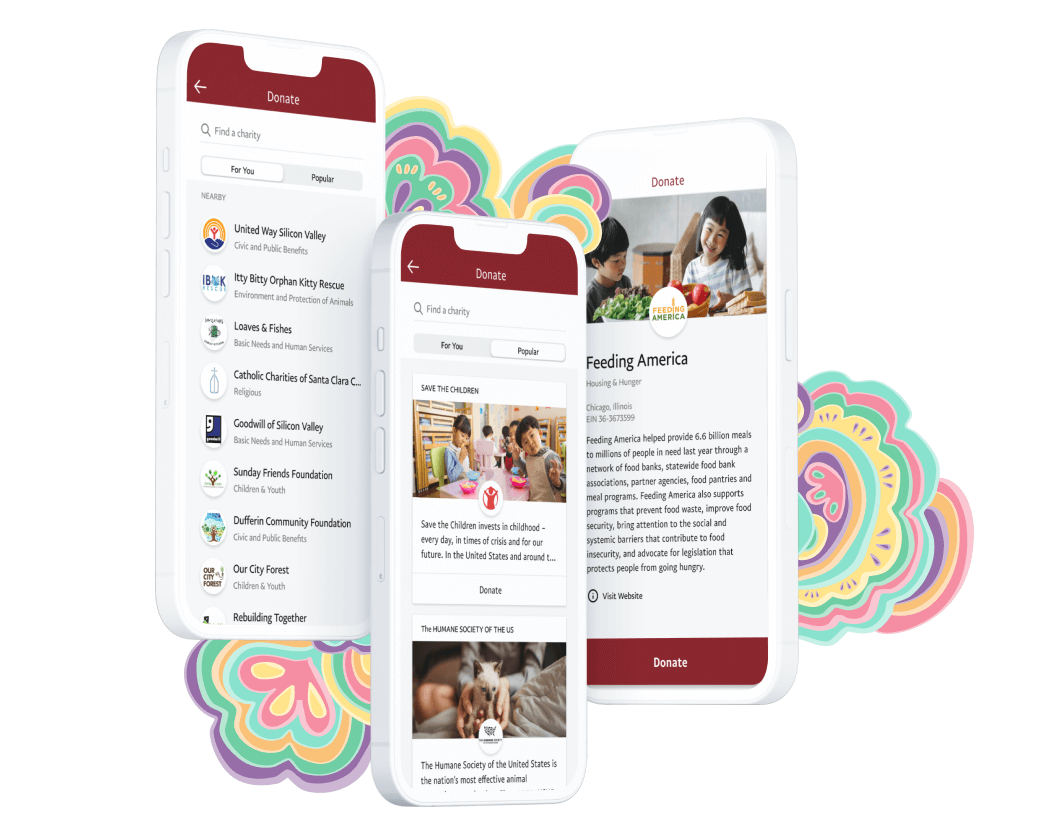 Donate
Find a charity
For You
Popular
NEARBY
United Way Silicon Valley
Civic and Public Benefits
Itty Bitty Orphan Kitty Rescue
Environment and Protection of Animals
Loaves & Fishes
Basic Needs and Human Services
Catholic Charities of Santa Clara C...
Religious
Goodwill of Silicon Valley
Basic Needs and Human Services
Sunday Friends Foundation
Children & Youth
Dufferin Community Foundation
Civic and Public Benefits
OUR
CITY
FOREST
Our City Forest
Children & Youth
Rebuilding Together
Donate
Find a charity
For You
Popular
SAVE THE CHILDREN
Save the Children invests in childhood –
every day, in times of crisis and for our
future. In the United States and around t...
Donate
The HUMANE SOCIETY OF THE US
The Humane Society of the United States is
the nation's most effective animal
Donate
FEEDING
AMERICA
Feeding America
Housing & Hunger
Chicago, Illinois
EIN 36-3673599
Feeding America helped provide 6.6 billion meals
to millions of people in need last year through a
network of food banks, statewide food bank
associations, partner agencies, food pantries and
meal programs. Feeding America also supports
programs that prevent food waste, improve food
security, bring attention to the social and
systemic barriers that contribute to food
insecurity, and advocate for legislation that
protects people from going hungry.
Visit Website
Donate